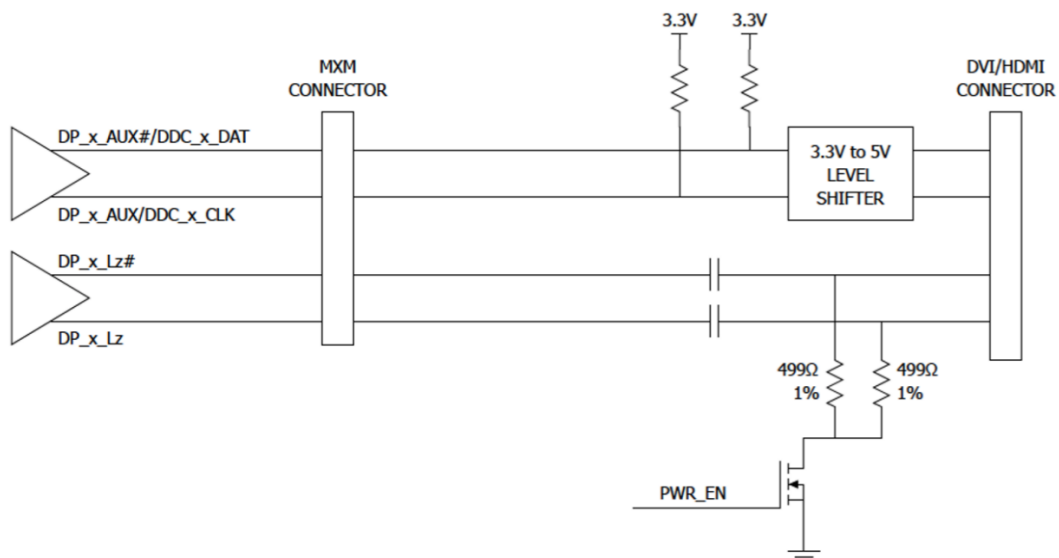 3.3V
3.3V
MXM
CONNECTOR
DVI/HDMI
CONNECTOR
DP_x_AUX#/DDC_x_DAT
3.3V to 5V
LEVEL
SHIFTER
DP_x_AUX/DDC_x_CLK
DP_x_Lz#
DP_x_Lz
499Ω
1%
499Ω
1%
PWR_EN